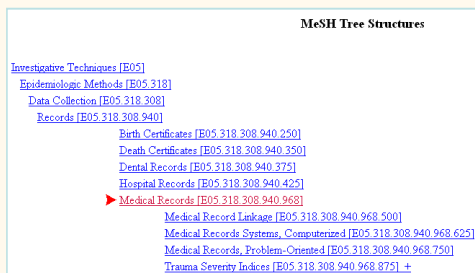 MeSH Tree Structures
Investigative Techniques [E05]
Epidemiologic Methods [E05.318]
Data Collection [E05.318.308]
Records [E05.318.308.940]
Birth Certificates [E05.318.308.940.250]
Death Certificates [E05.318.308.940.350]
Dental Records [E05.318.308.940.375]
Hospital Records [E05.318.308.940.425]
Medical Records [E05.318.308.940.968]
Medical Record Linkage [E05.318.308.940.968.500]
Medical Records Systems, Computerized [E05.318.308.940.968.625]
Medical Records, Problem-Oriented [E05.318.308.940.968.750]
Trauma Severity Indices [E05.318.308.940.968.875] +